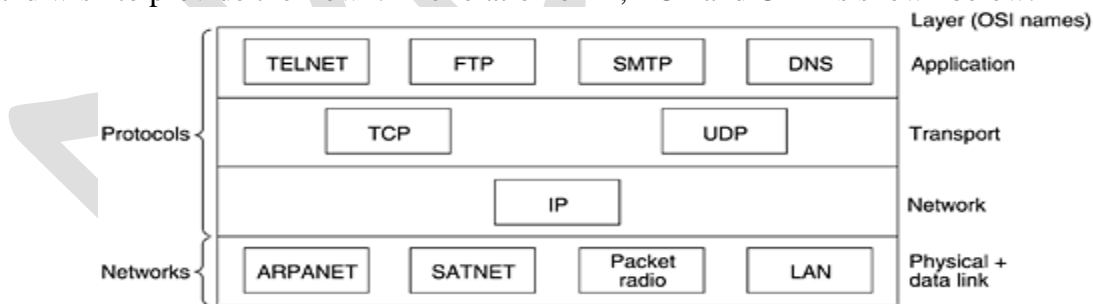 Layer (OSI names)
TELNET FTP SMTP DNS Application
Protocols TCP UDP Transport
IP Network
Networks ARPANET SATNET Packet radio LAN Physical + data link